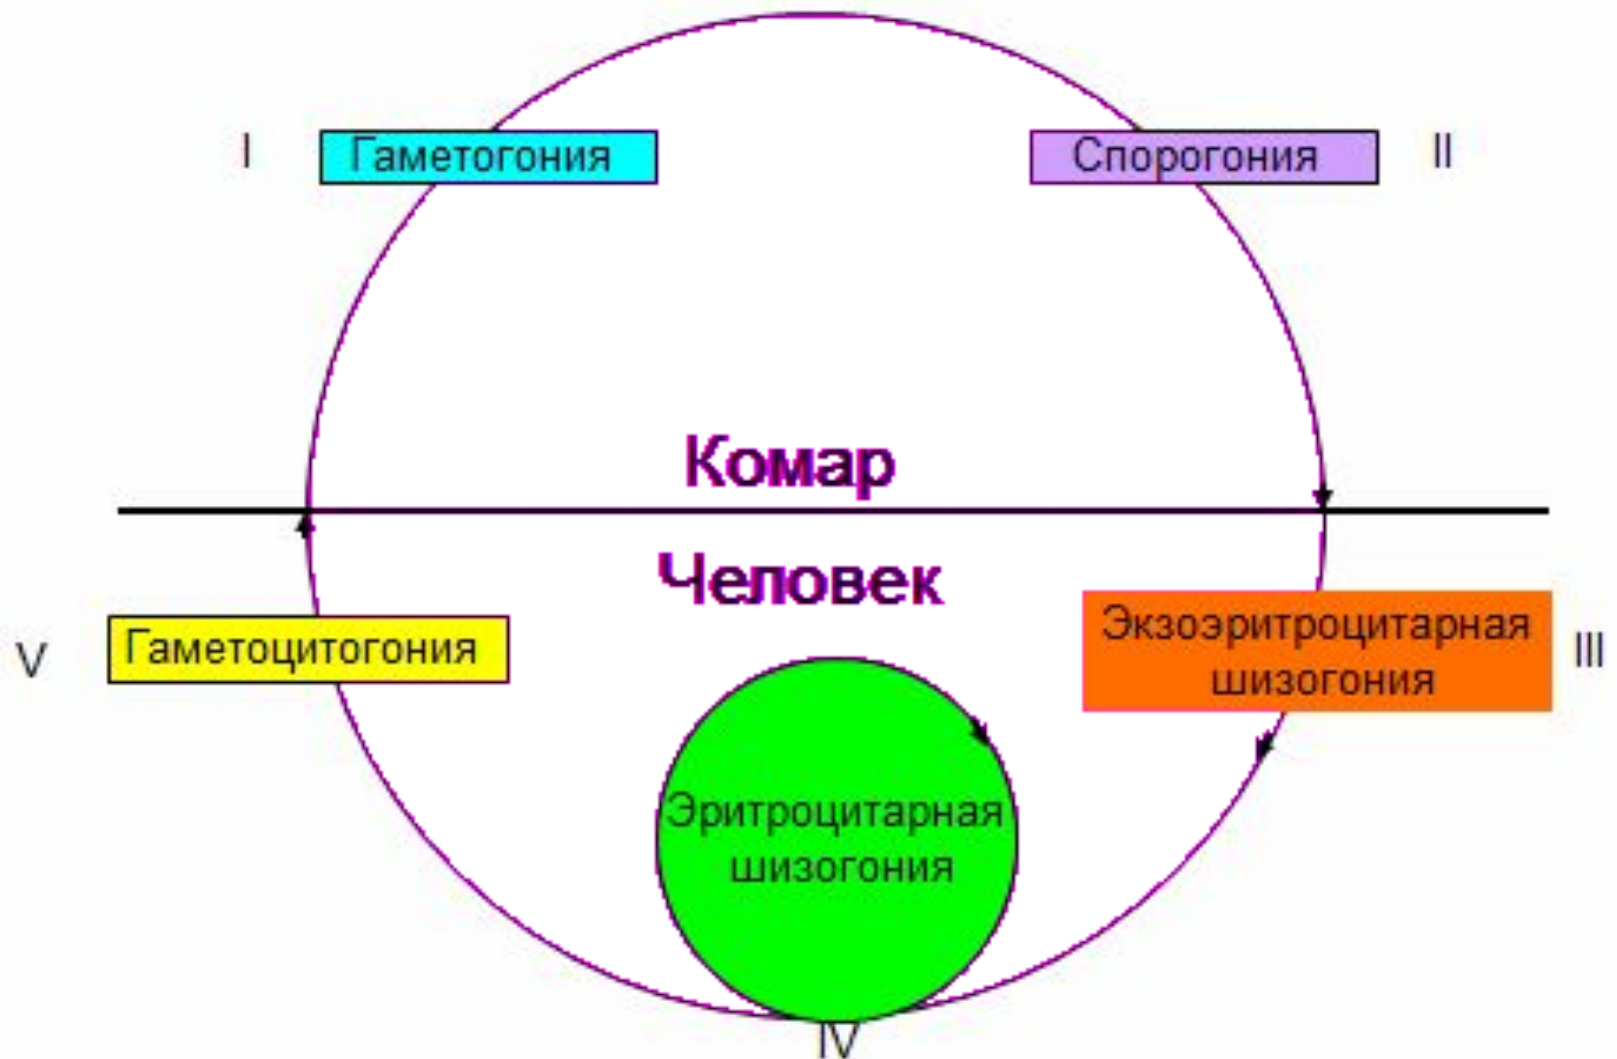 I
Гаметогония
Спорогония
II
Комар
Человек
V
Гаметоцитогония
Экзоэритроцитарная
шизогония
III
Эритроцитарная
шизогония
IV